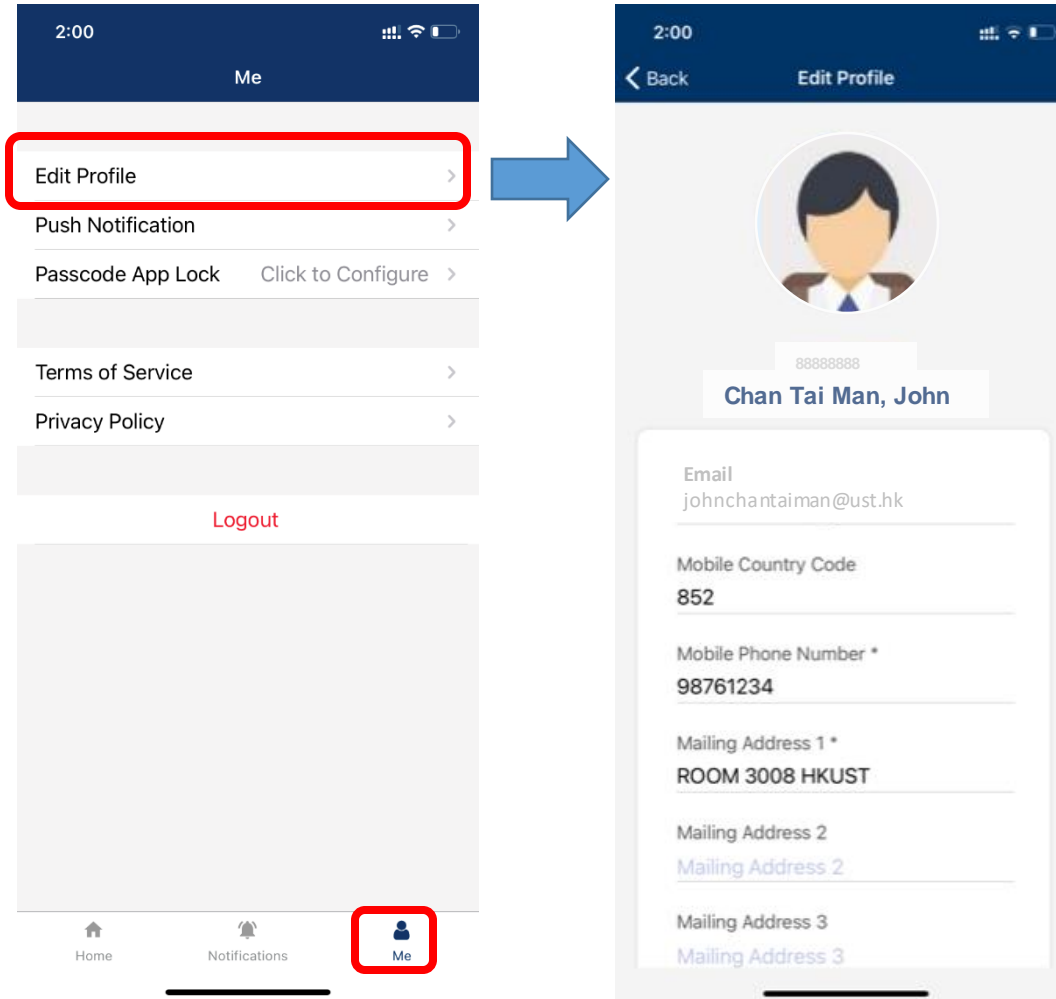 2:00
Me
Edit Profile
Push Notification
Passcode App Lock Click to Configure
Terms of Service
Privacy Policy
Logout
Home Notifications Me
2:00
Back Edit Profile
88888888
Chan Tai Man, John
Email
johnchantaiman@ust.hk
Mobile Country Code
852
Mobile Phone Number *
98761234
Mailing Address 1 *
ROOM 3008 HKUST
Mailing Address 2
Mailing Address 2
Mailing Address 3
Mailing Address 3